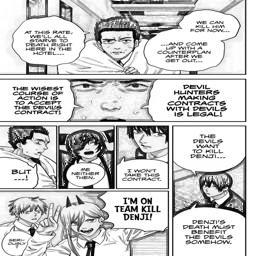 WE CAN
KILL HIM
FOR NOW...
...AND COME
UP WITH A
COUNTERPLAN
AFTER WE
GET OUT...
AT THIS RATE,
WE'LL ALL
STARVE TO
DEATH RIGHT
HERE IN THE
HOTEL...
DEVIL
HUNTERS
MAKING
CONTRACTS
WITH DEVILS
IS LEGAL!
THE WISEST
COURSE OF
ACTION IS
TO ACCEPT
THE DEVIL'S
CONTRACT!
THE
DEVILS
WANT
TO KILL
DENJI...
DENJI'S
DEATH MUST
BENEFIT
THE DEVILS
SOMEHOW.
I WON'T
TAKE THIS
CONTRACT.
ME
NEITHER
THEN.
BUT
---!
I'M ON
TEAM KILL
DENJI!